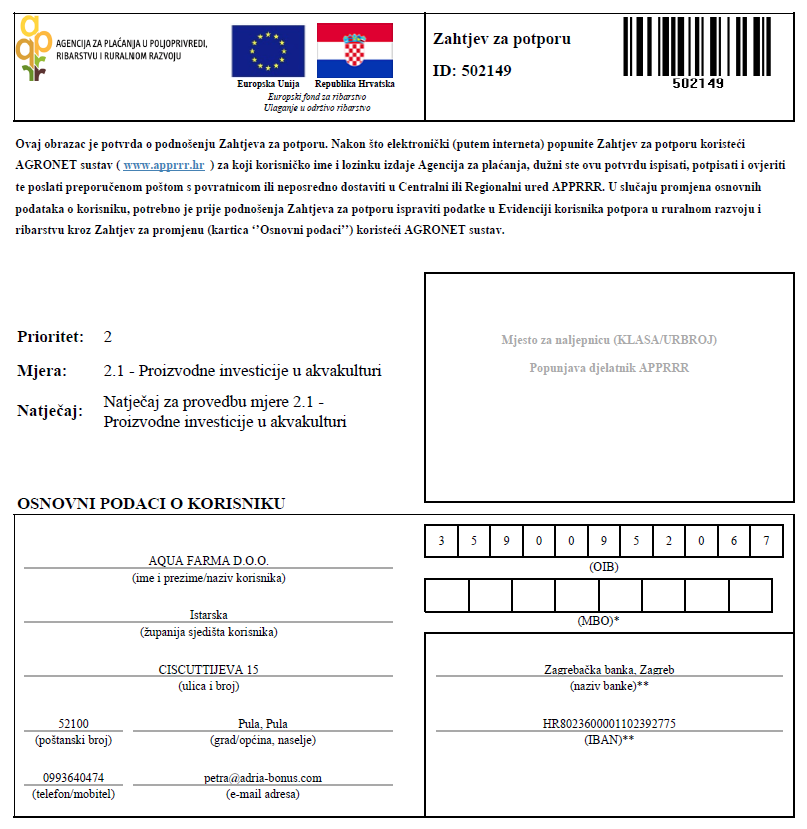 AGENCIJA ZA PLAĆANJA U POLJOPRIVREDI,
RIBARSTVU I RURALNOM RAZVOJU
Europska Unija
Republika Hrvatska
Europski fond za ribarstvo
Ulaganje u održivo ribarstvo
Zahtjev za potporu
ID: 502149
502149
Ovaj obrazac je potvrda o podnošenju Zahtjeva za potporu. Nakon što elektronički (putem interneta) popunite Zahtjev za potporu koristeći
AGRONET sustav ( www.apprrr.hr ) za koji korisničko ime i lozinku izdaje Agencija za plaćanja, dužni ste ovu potvrdu ispisati, potpisati i ovjeriti
te poslati preporučenom poštom s povratnicom ili neposredno dostaviti u Centralni ili Regionalni ured APPRRR. U slučaju promjena osnovnih
podataka o korisniku, potrebno je prije podnošenja Zahtjeva za potporu ispraviti podatke u Evidenciji korisnika potpora u ruralnom razvoju i
ribarstvu kroz Zahtjev za promjenu (kartica ‘’Osnovni podaci’’) koristeći AGRONET sustav.
Prioritet: 2
Mjera: 2.1 - Proizvodne investicije u akvakulturi
Natječaj: Natječaj za provedbu mjere 2.1 -
Proizvodne investicije u akvakulturi
Mjesto za naljepnicu (KLASA/URBROJ)
Popunjava djelatnik APPRRR
OSNOVNI PODACI O KORISNIKU
AQUA FARMA D.O.O.
(ime i prezime/naziv korisnika)
Istarska
(županija sjedišta korisnika)
CISCUTTIJEVA 15
(ulica i broj)
52100 Pula, Pula
(poštanski broj) (grad/općina, naselje)
0993640474 petra@adria-bonus.com
(telefon/mobitel) (e-mail adresa)
3 5 9 0 0 9 5 2 0 6 7
(OIB)
(MBO)*
Zagrebačka banka, Zagreb
(naziv banke)**
HR8023600001102392775
(IBAN)**